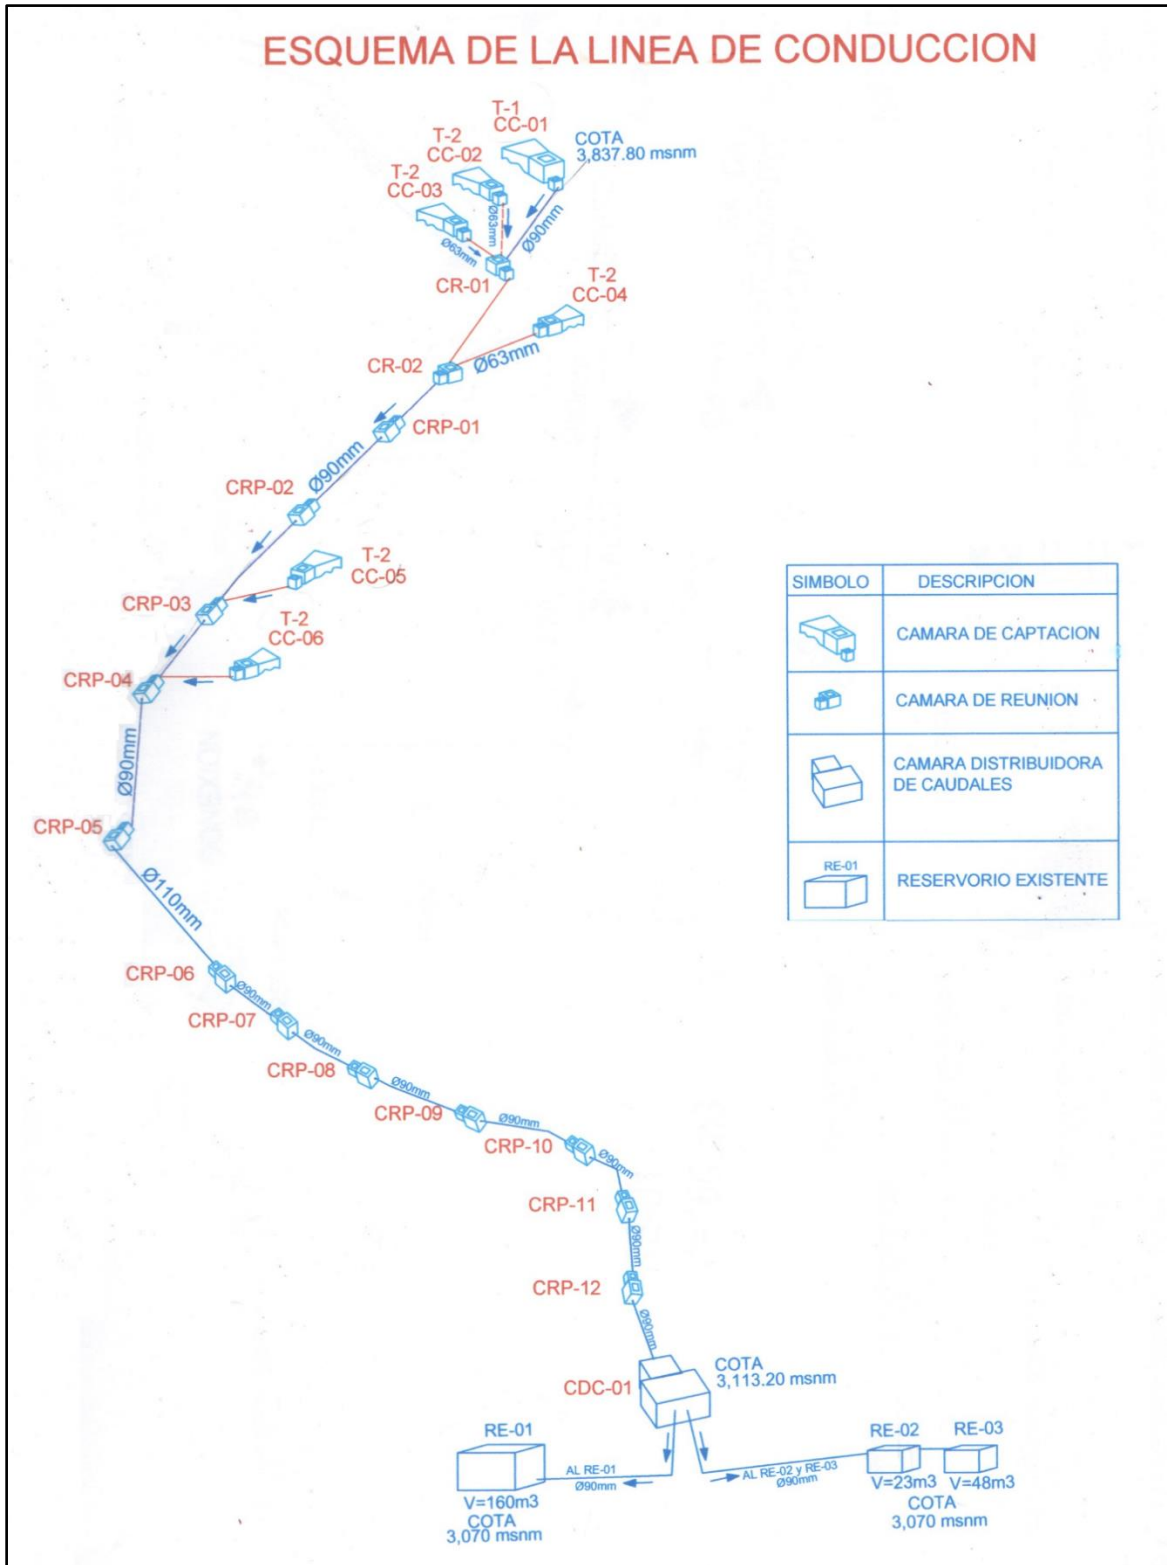 ESQUEMA DE LA LINEA DE CONDUCCION
T-1
CC-01
COTA
3,837.80 msnm
T-2
CC-02
T-2
CC-03
Ø63mm
Ø63mm
Ø90mm
CR-01
T-2
CC-04
CR-02
Ø63mm
CRP-01
Ø90mm
CRP-02
T-2
CC-05
CRP-03
T-2
CC-06
CRP-04
Ø90mm
CRP-05
Ø110mm
CRP-06
Ø90mm
CRP-07
Ø90mm
CRP-08
Ø90mm
CRP-09
Ø90mm
CRP-10
Ø90mm
CRP-11
Ø90mm
CRP-12
Ø90mm
CDC-01
COTA
3,113.20 msnm
RE-01
AL RE-01
Ø90mm
V=160m3
COTA
3,070 msnm
AL RE-02 y RE-03
Ø90mm
RE-02
RE-03
V=23m3
V=48m3
COTA
3,070 msnm
SIMBOLO
DESCRIPCION
CAMARA DE CAPTACION
CAMARA DE REUNION
CAMARA DISTRIBUIDORA
DE CAUDALES
RE-01
RESERVORIO EXISTENTE